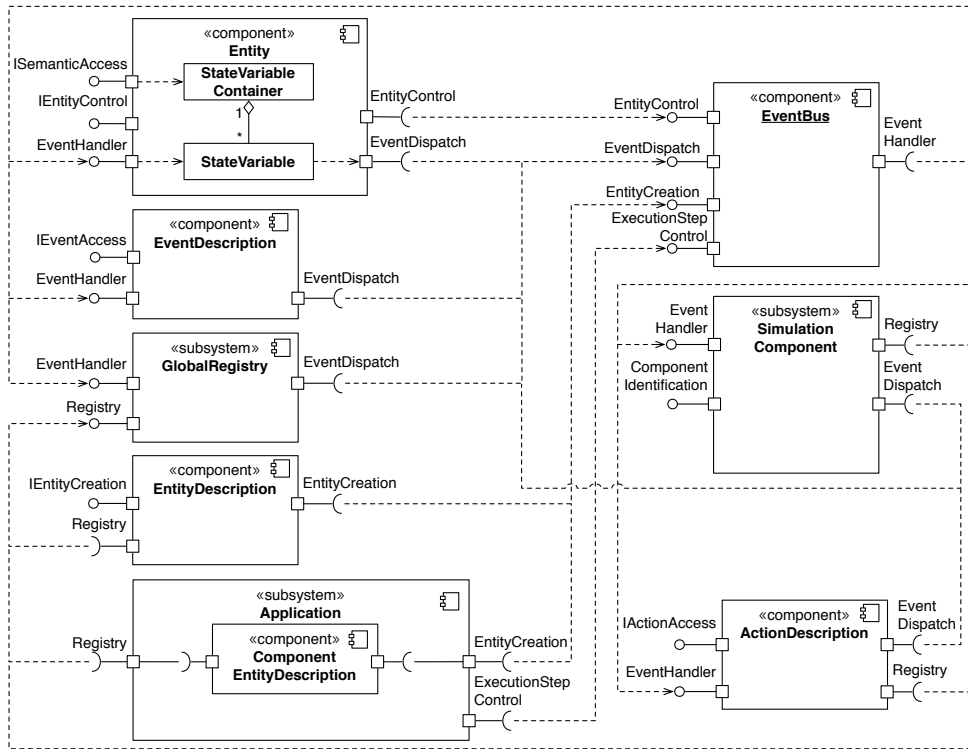 «component»
Entity
ISemanticAccess
StateVariable
Container
IEntityControl
1
*
EventHandler
StateVariable
EntityControl
EventDispatch
EntityControl
EventDispatch
EntityCreation
ExecutionStep
Control
«component»
EventBus
Event
Handler
«component»
EventDescription
IEventAccess
EventHandler
EventDispatch
«subsystem»
GlobalRegistry
EventHandler
Registry
EventDispatch
Event
Handler
Component
Identification
«subsystem»
Simulation
Component
Registry
Event
Dispatch
«component»
EntityDescription
IEntityCreation
Registry
EntityCreation
«subsystem»
Application
Registry
«component»
Component
EntityDescription
EntityCreation
ExecutionStep
Control
IActionAccess
EventHandler
«component»
ActionDescription
Event
Dispatch
Registry